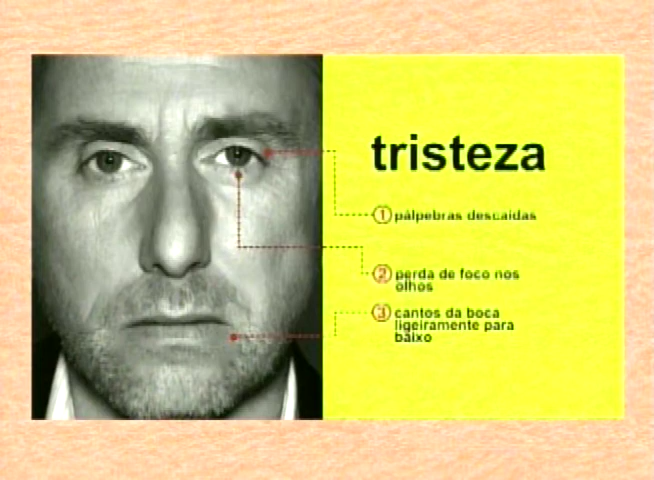 tristeza
1 pálpebras descaídas
2 perda de foco nos
olhos
3 cantos da boca
ligeiramente para
baixo